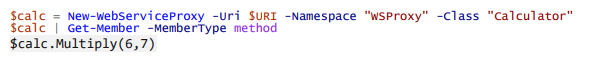 $calc = New-WebServiceProxy -Uri $URI -Namespace "WSProxy" -Class "Calculator"
$calc | Get-Member -MemberType method
$calc.Multiply(6,7)